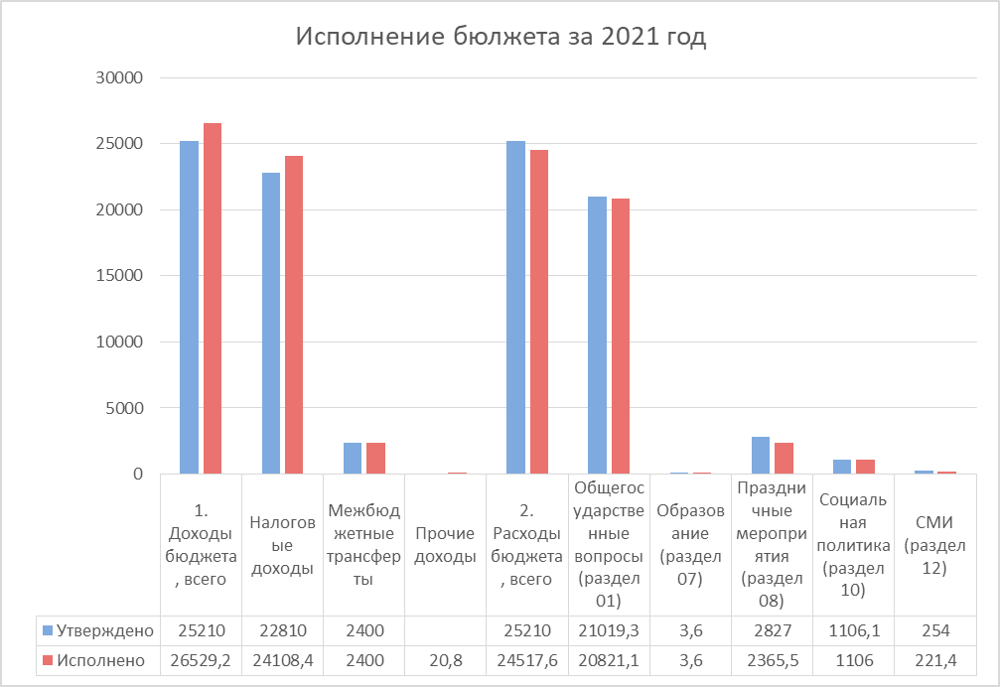 Исполнение бюлжета за 2021 год
30000
25000
20000
15000
10000
5000
0
1.
Доходы
бюджета
, всего
Налогов
ые
доходы
Межбюд
жетные
трансфер
ты
Прочие
доходы
2.
Расходы
бюджета
, всего
Общегос
ударстве
нные
вопросы
(раздел
01)
Образов
ание
(раздел
07)
Праздни
чные
меропри
ятия
(раздел
08)
Социаль
ная
политика
(раздел
10)
СМИ
(раздел
12)
Утверждено 25210 22810 2400 25210 21019,3 3,6 2827 1106,1 254
Исполнено 26529,2 24108,4 2400 20,8 24517,6 20821,1 3,6 2365,5 1106 221,4